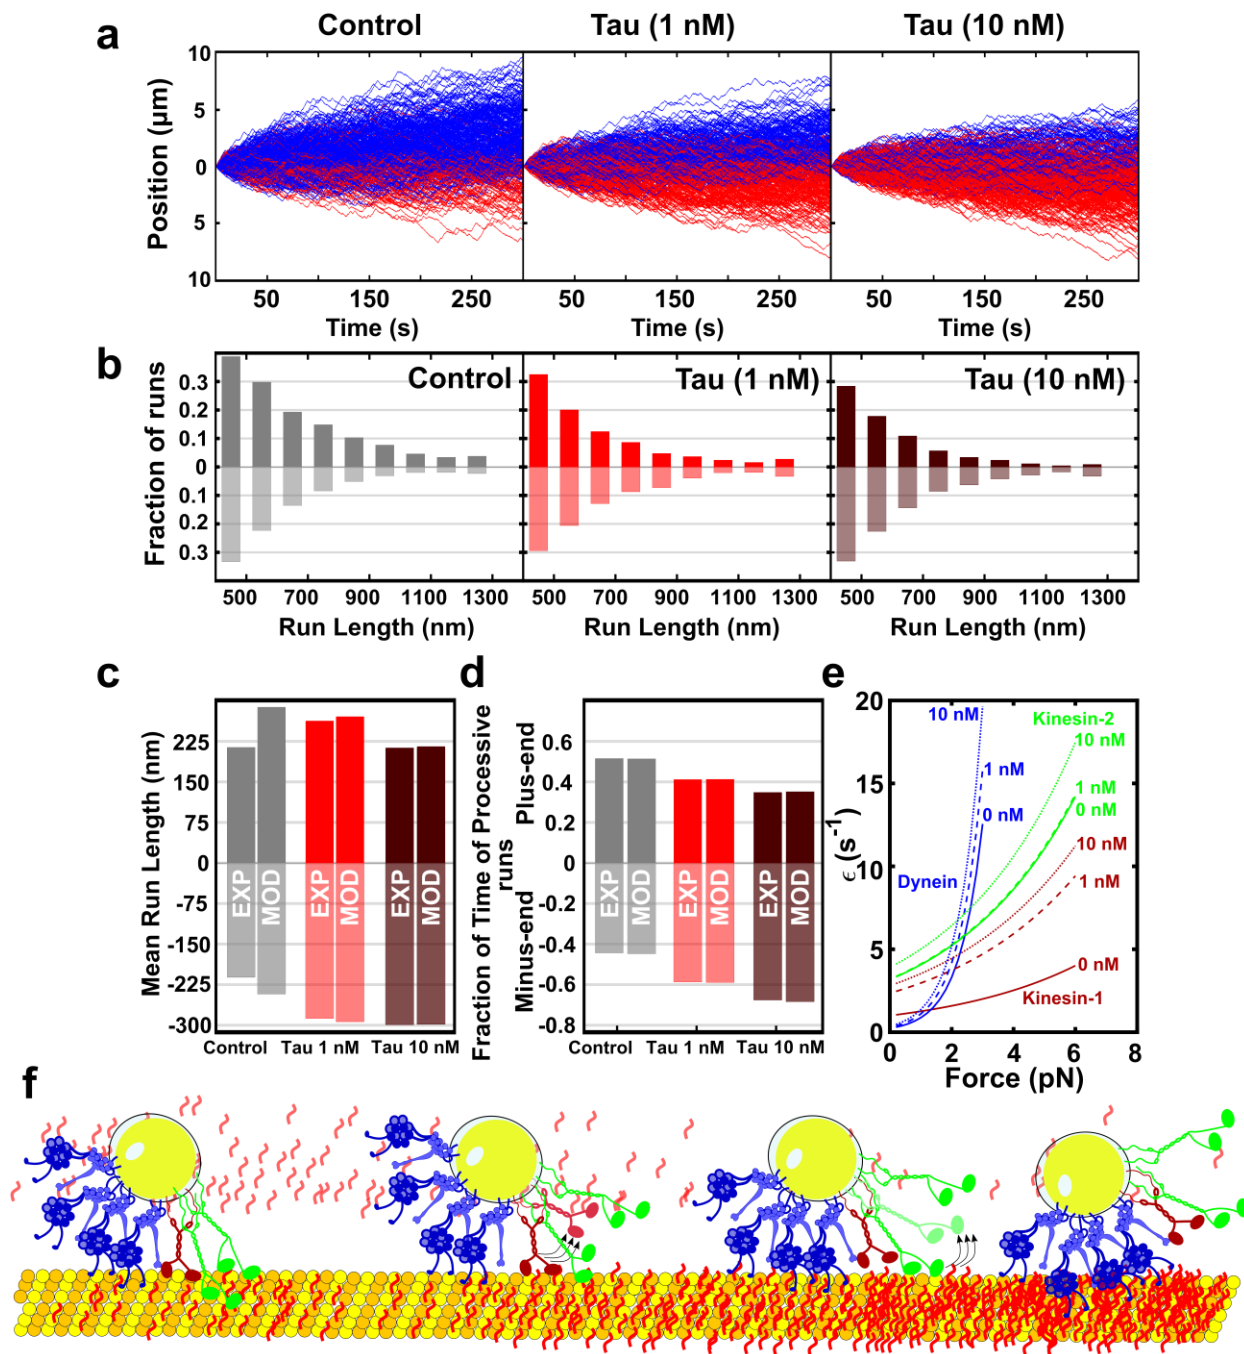 a
Control
Tau (1 nM)
Tau (10 nM)
Position (µm)
10
5
0
5
10
50
150
250
50
150
250
50
150
250
Time (s)
Time (s)
Time (s)
b
Fraction of runs
0.3
0.2
0.1
0
0.1
0.2
0.3
Control
Tau (1 nM)
Tau (10 nM)
500
700
900
1100
1300
500
700
900
1100
1300
500
700
900
1100
1300
Run Length (nm)
Run Length (nm)
Run Length (nm)
c
Mean Run Length (nm)
225
150
75
0
-75
-150
-225
-300
EXP
MOD
EXP
MOD
EXP
MOD
Control
Tau 1 nM
Tau 10 nM
d
Fraction of Time of Processive
runs
Minus-end
Plus-end
0.6
0.4
0.2
0
-0.2
-0.4
-0.6
-0.8
EXP
MOD
EXP
MOD
EXP
MOD
Control
Tau 1 nM
Tau 10 nM
e
ϵ (s⁻¹)
20
15
10
5
0
10 nM
1 nM
0 nM
Dynein
Kinesin-2
10 nM
1 nM
0 nM
10 nM
1 nM
0 nM
Kinesin-1
0
2
4
6
8
Force (pN)
f